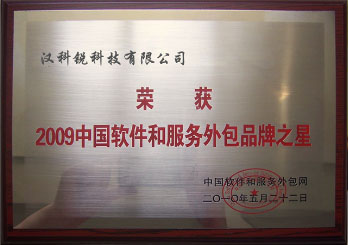 汉科锐科技有限公司
荣 获
2009中国软件和服务外包品牌之星
中国软件和服务外包网
二〇一〇年五月二十二日